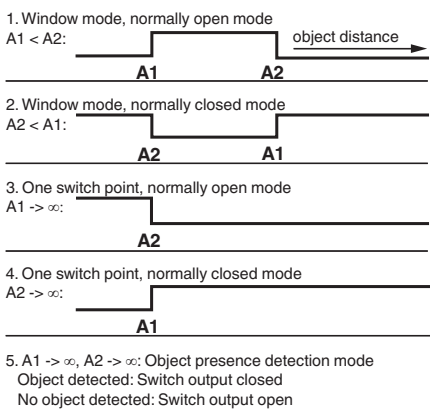 1. Window mode, normally open mode
A1 < A2:
object distance
A1 A2
2. Window mode, normally closed mode
A2 < A1:
A2 A1
3. One switch point, normally open mode
A1 -> ∞:
A2
4. One switch point, normally closed mode
A2 -> ∞:
A1
5. A1 -> ∞, A2 -> ∞: Object presence detection mode
Object detected: Switch output closed
No object detected: Switch output open